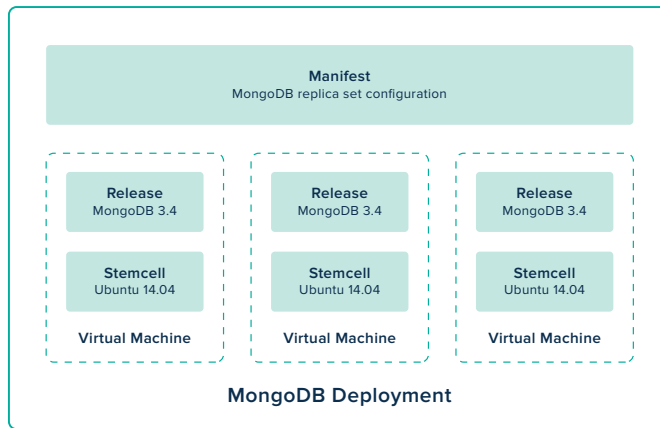 Manifest
MongoDB replica set configuration
Release
MongoDB 3.4
Stemcell
Ubuntu 14.04
Virtual Machine
Release
MongoDB 3.4
Stemcell
Ubuntu 14.04
Virtual Machine
Release
MongoDB 3.4
Stemcell
Ubuntu 14.04
Virtual Machine
MongoDB Deployment